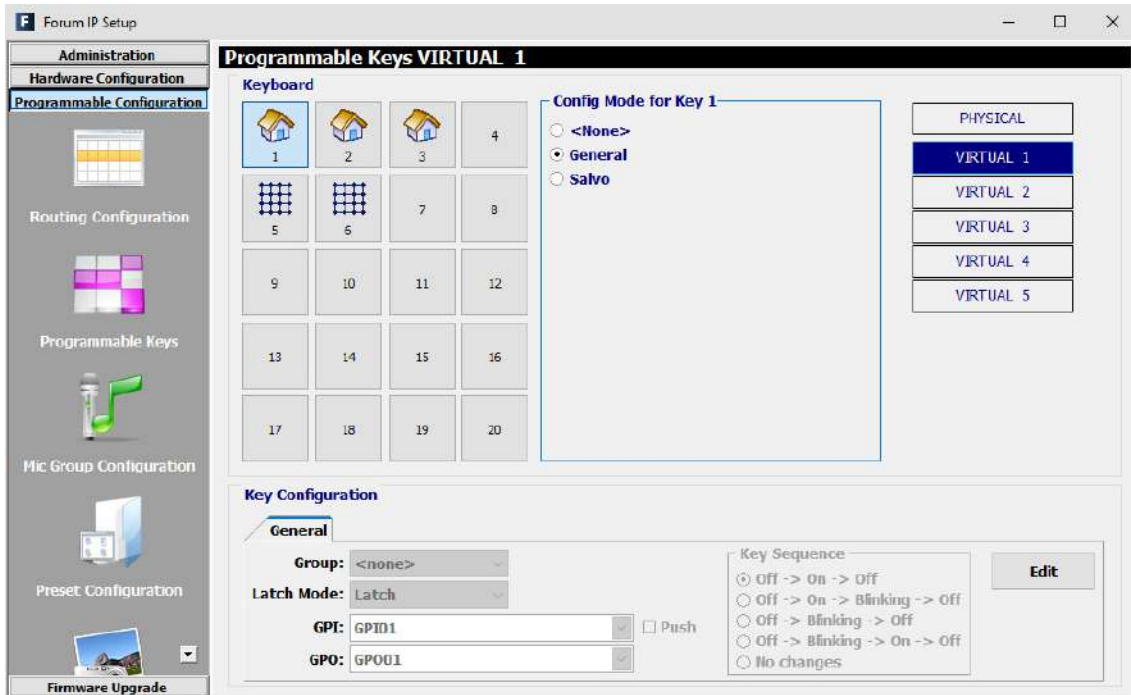 Forum IP Setup
Administration
Hardware Configuration
Programmable Configuration
Routing Configuration
Programmable Keys
Mic Group Configuration
Preset Configuration
Firmware Upgrade
Programmable Keys VIRTUAL 1
Keyboard
1 2 3 4
5 6 7 8
9 10 11 12
13 14 15 16
17 18 19 20
Config Mode for Key 1
<None>
General
Salvo
PHYSICAL
VIRTUAL 1
VIRTUAL 2
VIRTUAL 3
VIRTUAL 4
VIRTUAL 5
Key Configuration
General
Group: <none>
Latch Mode: Latch
GPI: GPI01 Push
GPO: GPO01
Key Sequence
Off -> On -> Off
Off -> On -> Blinking -> Off
Off -> Blinking -> Off
Off -> Blinking -> On -> Off
No changes
Edit